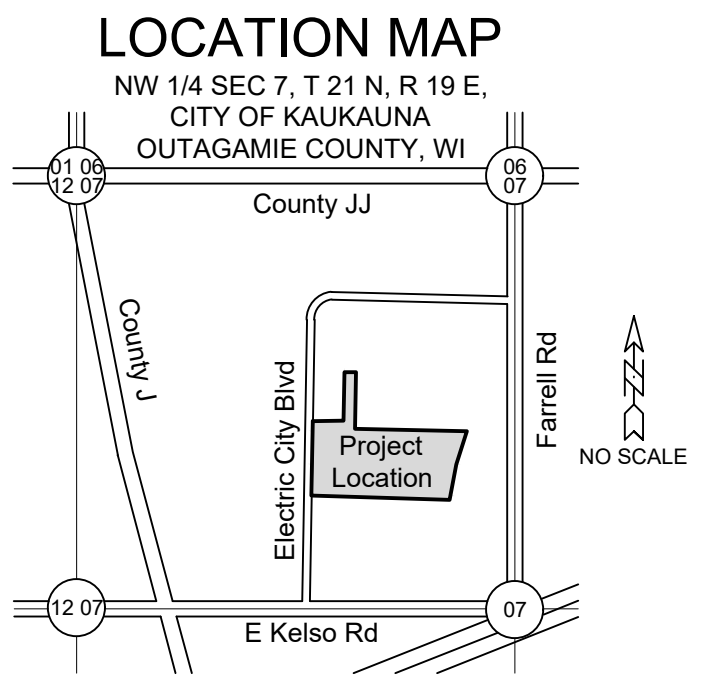 LOCATION MAP
NW 1/4 SEC 7, T 21 N, R 19 E,
CITY OF KAUKAUNA
OUTAGAMIE COUNTY, WI
01 06
12 07
06
07
County JJ
County J
Electric City Blvd
Farrell Rd
Project
Location
N
NO SCALE
12 07
07
E Kelso Rd